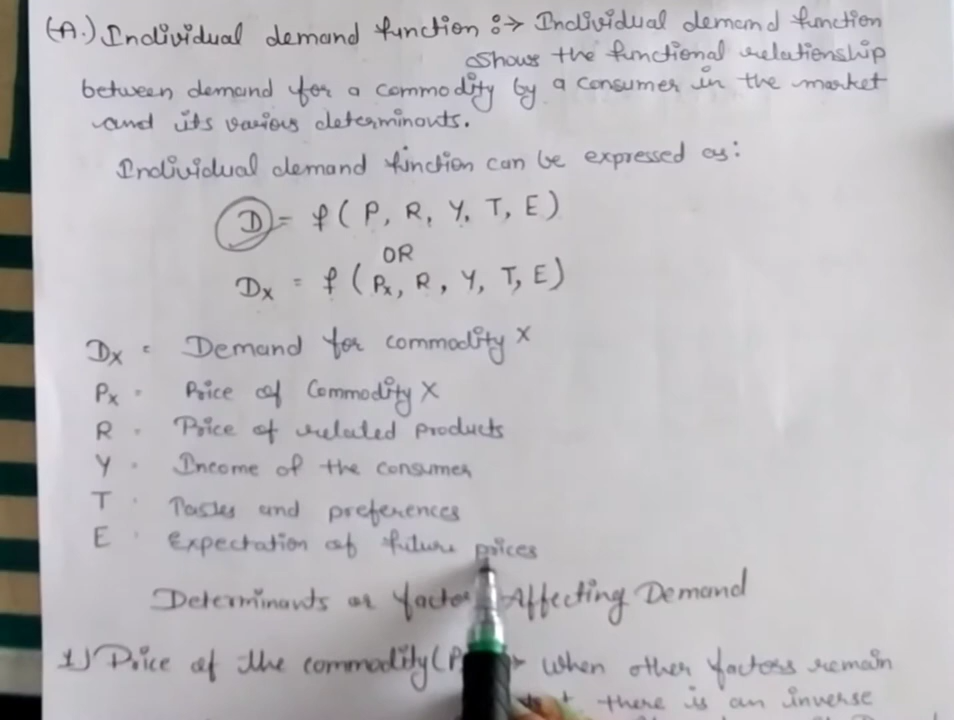 (A.) Individual demand function :→ Individual demand function
shows the functional relationship
between demand for a commodity by a consumer in the market
and its various determinants.
Individual demand function can be expressed as:
D = f (P, R, Y, T, E)
OR
Dx = f (Px, R, Y, T, E)
Dx = Demand for commodity X
Px = Price of Commodity X
R = Price of related products
Y = Income of the consumer
T = Tastes and preferences
E = Expectation of future prices
Determinants or factor Affecting Demand
1.) Price of the commodity (P When other factors remain
there is an inverse